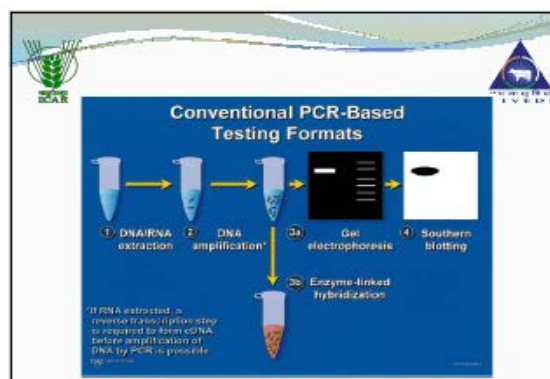 ICAR
Conventional PCR-Based
Testing Formats
1 DNA/RNA
extraction
2 DNA
amplification*
3a Gel
electrophoresis
4 Southern
blotting
3b Enzyme-linked
hybridization
*If RNA extracted, a
reverse transcription step
is required to form cDNA
before amplification of
DNA by PCR is possible